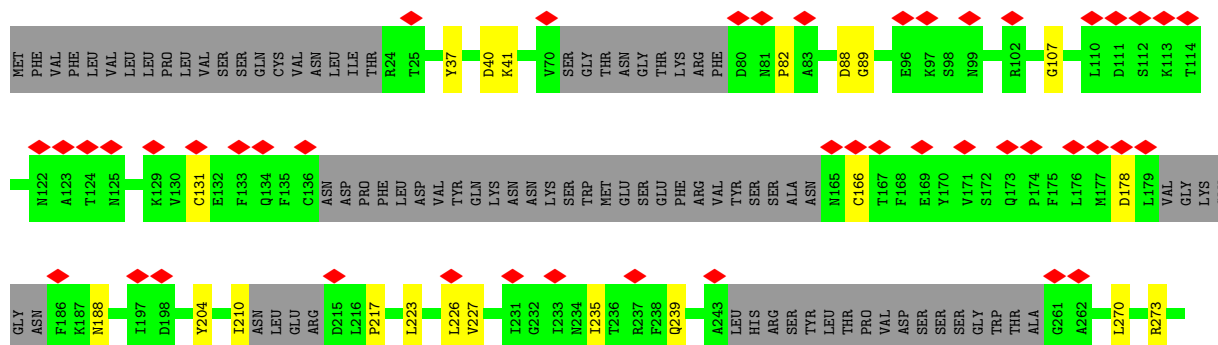 MET PHE VAL PHE LEU VAL LEU LEU PRO LEU VAL SER SER GLN CYS VAL ASN LEU ILE THR R24 T25 Y37 D40 K41 V70 SER GLY THR ASN GLY THR LYS ARG PHE D80 N81 P82 A83 D88 G89 E96 K97 S98 N99 R102 G107 L110 D111 S112 K113 T114
N122 A123 T124 N125 K129 V130 C131 E132 F133 Q134 F135 C136 ASN ASP PRO PHE LEU ASP VAL TYR GLN LYS ASN ASN LYS SER TRP MET GLU SER GLU PHE ARG VAL TYR SER SER ALA ASN N165 C166 T167 F168 E169 Y170 V171 S172 Q173 P174 F175 L176 M177 D178 L179 VAL GLY LYS
GLY ASN F186 K187 N188 I197 D198 Y204 I210 ASN LEU GLU ARG D215 L216 P217 L223 L226 V227 I231 G232 I233 N234 I235 T236 R237 F238 Q239 A243 LEU HIS ARG SER TYR LEU THR PRO VAL ASP SER SER SER GLY TRP THR ALA G261 A262 L270 R273